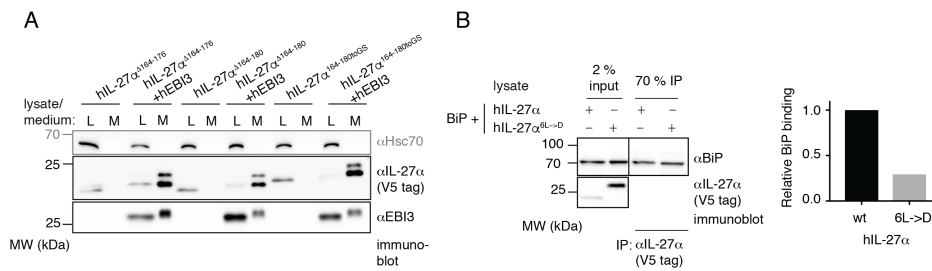 A
hIL-27α^Δ164-176
hIL-27α^Δ164-176
+hEBI3
hIL-27α^Δ164-180
hIL-27α^Δ164-180
+hEBI3
hIL-27α^164-180toGS
hIL-27α^164-180toGS
+hEBI3
lysate/
medium:
L M L M L M L M L M L M
70
αHsc70
25
αIL-27α
(V5 tag)
αEBI3
25
MW (kDa)
immuno-
blot
B
lysate
2 %
input
70 % IP
BiP +
hIL-27α + − + −
hIL-27α^6L->D − + − +
100
70
αBiP
25
αIL-27α
(V5 tag)
MW (kDa)
immunoblot
IP: αIL-27α
(V5 tag)
Relative BiP binding
1.0
0.5
0.0
wt 6L->D
hIL-27α